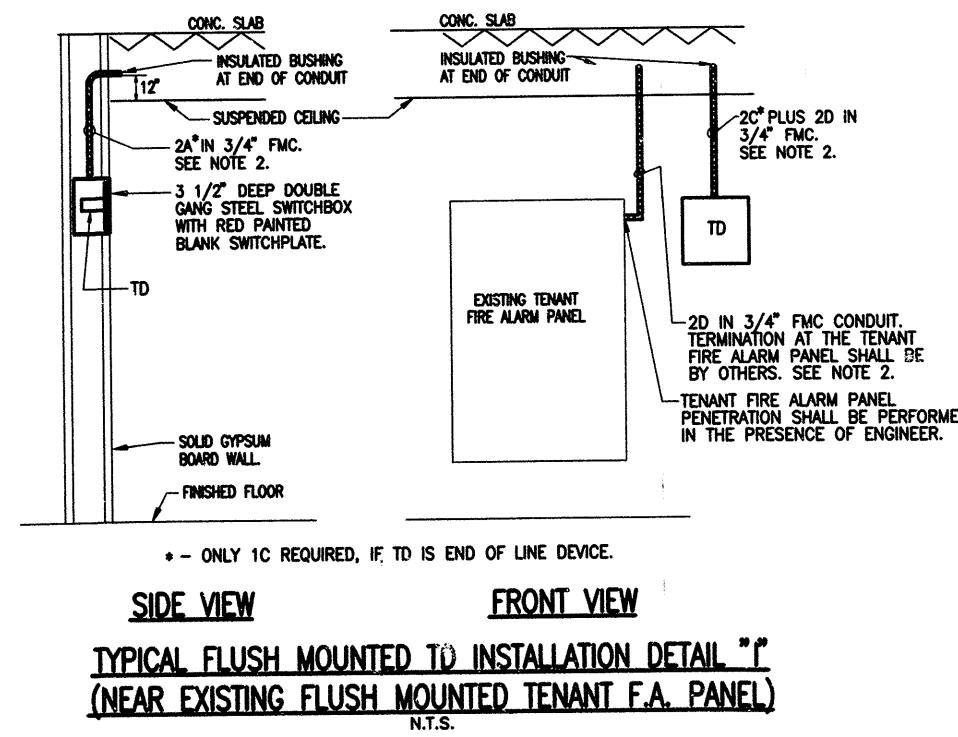 CONC. SLAB
INSULATED BUSHING
AT END OF CONDUIT
12"
SUSPENDED CEILING
2A* IN 3/4" FMC.
SEE NOTE 2.
3 1/2" DEEP DOUBLE
GANG STEEL SWITCHBOX
WITH RED PAINTED
BLANK SWITCHPLATE.
TD
SOLID GYPSUM
BOARD WALL
FINISHED FLOOR
CONC. SLAB
INSULATED BUSHING
AT END OF CONDUIT
2C* PLUS 2D IN
3/4" FMC.
SEE NOTE 2.
TD
EXISTING TENANT
FIRE ALARM PANEL
2D IN 3/4" FMC CONDUIT.
TERMINATION AT THE TENANT
FIRE ALARM PANEL SHALL BE
BY OTHERS. SEE NOTE 2.
TENANT FIRE ALARM PANEL
PENETRATION SHALL BE PERFORME
IN THE PRESENCE OF ENGINEER.
* - ONLY 1C REQUIRED, IF TD IS END OF LINE DEVICE.
SIDE VIEW
FRONT VIEW
TYPICAL FLUSH MOUNTED TD INSTALLATION DETAIL "I"
(NEAR EXISTING FLUSH MOUNTED TENANT F.A. PANEL)
N.T.S.